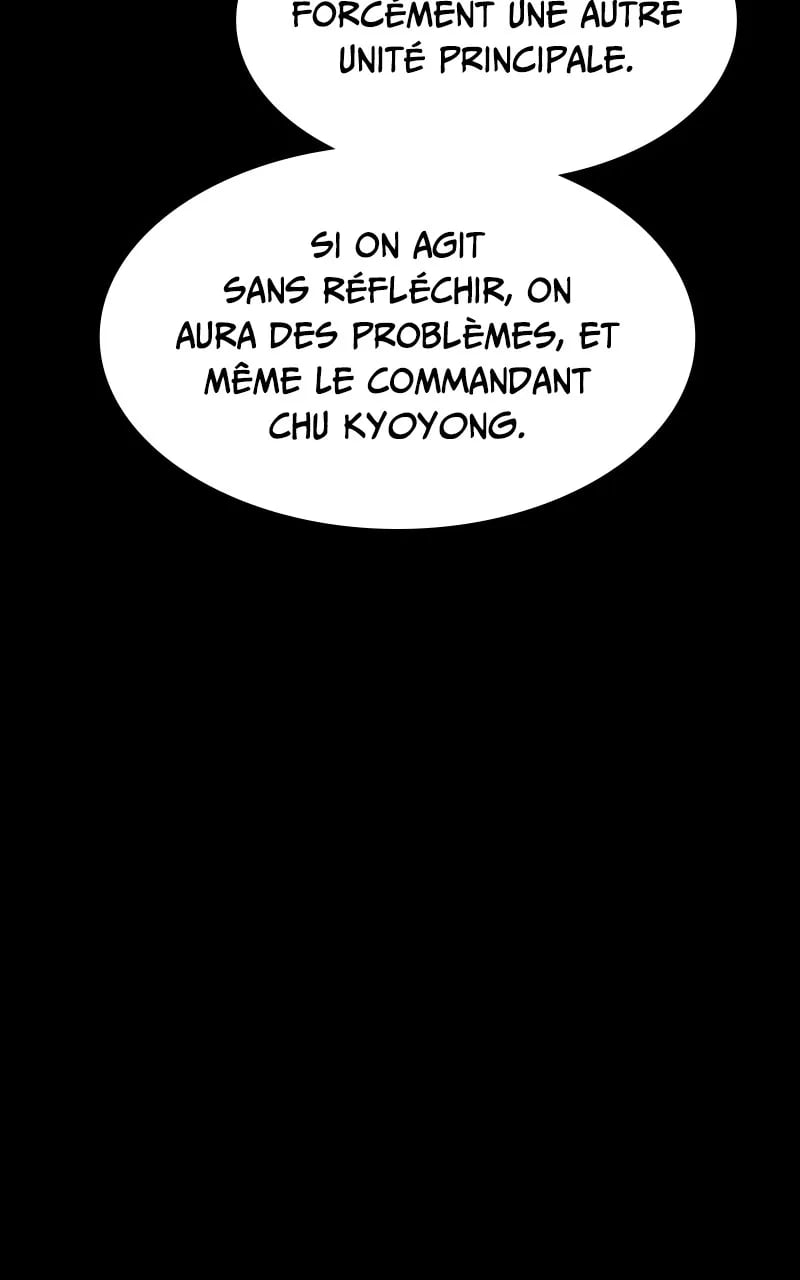 FORCÉMENT UNE AUTRE
UNITÉ PRINCIPALE.
SI ON AGIT
SANS RÉFLÉCHIR, ON
AURA DES PROBLÈMES, ET
MÊME LE COMMANDANT
CHU KYOYONG.